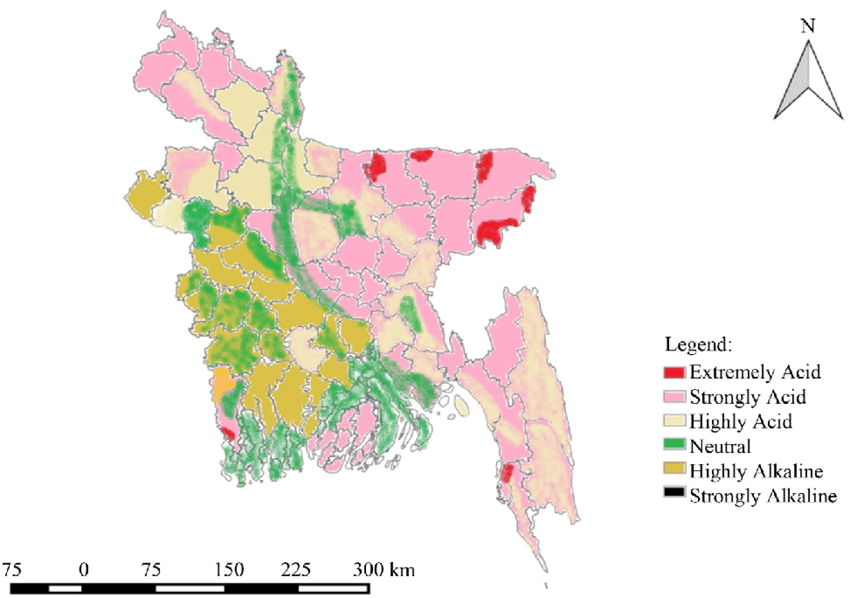 N
Legend:
Extremely Acid
Strongly Acid
Highly Acid
Neutral
Highly Alkaline
Strongly Alkaline
75 0 75 150 225 300 km